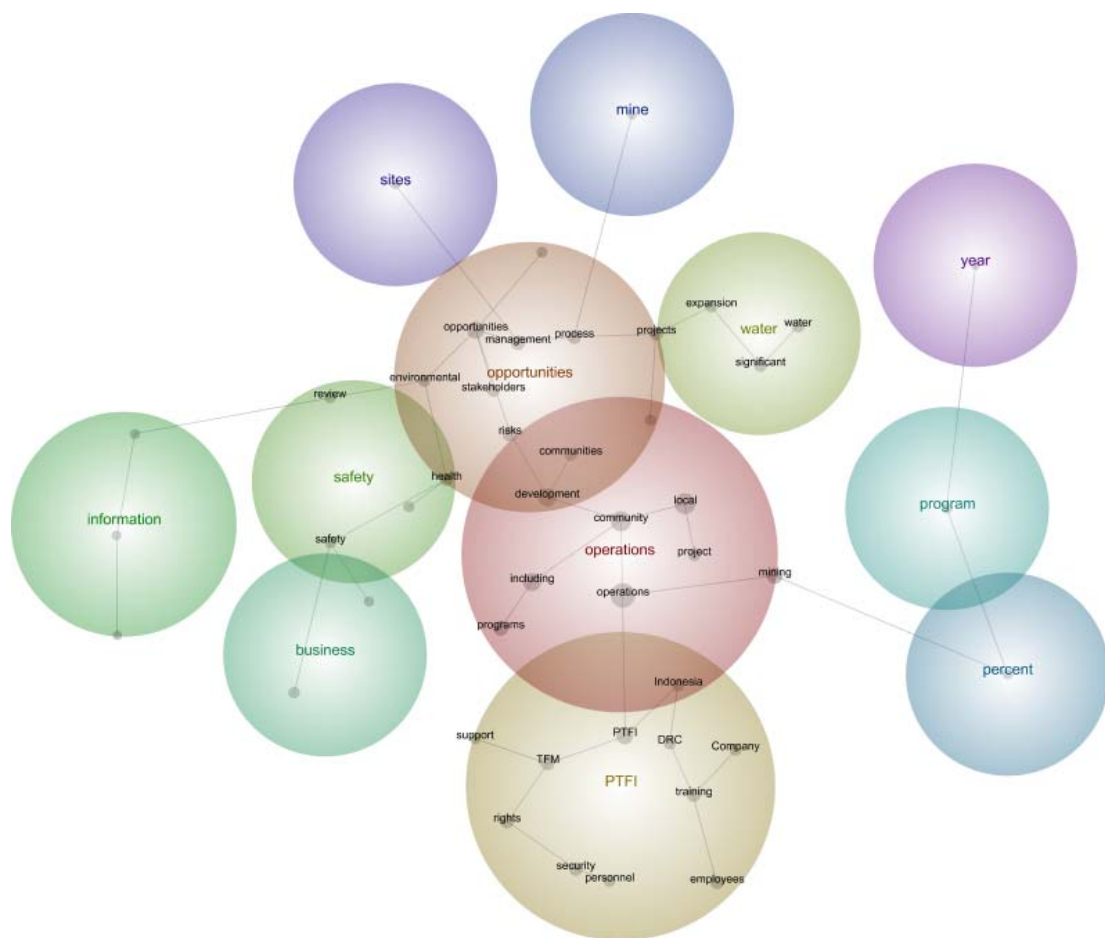 mine
sites
year
expansion
water
water
opportunities
process
projects
management
significant
opportunities
environmental
stakeholders
review
risks
communities
safety
health
development
local
information
community
program
safety
operations
project
including
mining
operations
programs
business
percent
Indonesia
support
PTFI
DRC
Company
TFM
PTFI
training
rights
security
personnel
employees